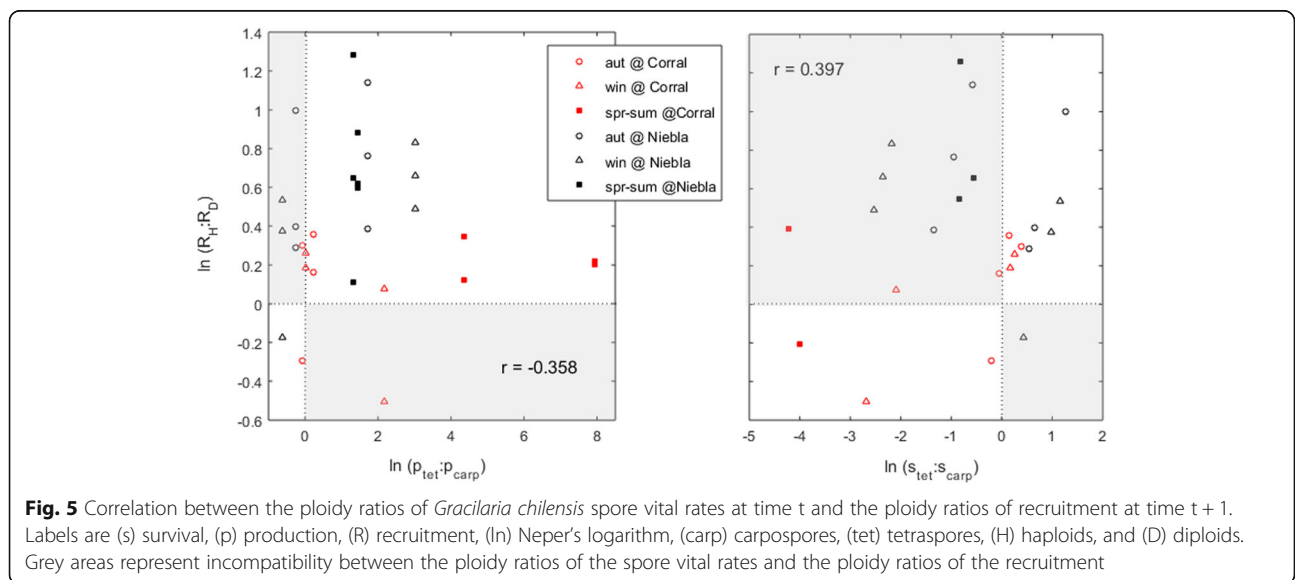 1.4
1.2
1
0.8
0.6
0.4
0.2
0
-0.2
-0.4
-0.6
ln (R_H:R_D)
0 2 4 6 8
ln (p_tet:p_carp)
r = -0.358
aut @ Corral
win @ Corral
spr-sum @Corral
aut @ Niebla
win @ Niebla
spr-sum @Niebla
r = 0.397
-5 -4 -3 -2 -1 0 1 2
ln (s_tet:s_carp)
Fig. 5 Correlation between the ploidy ratios of Gracilaria chilensis spore vital rates at time t and the ploidy ratios of recruitment at time t + 1.
Labels are (s) survival, (p) production, (R) recruitment, (ln) Neper's logarithm, (carp) carpospores, (tet) tetraspores, (H) haploids, and (D) diploids.
Grey areas represent incompatibility between the ploidy ratios of the spore vital rates and the ploidy ratios of the recruitment